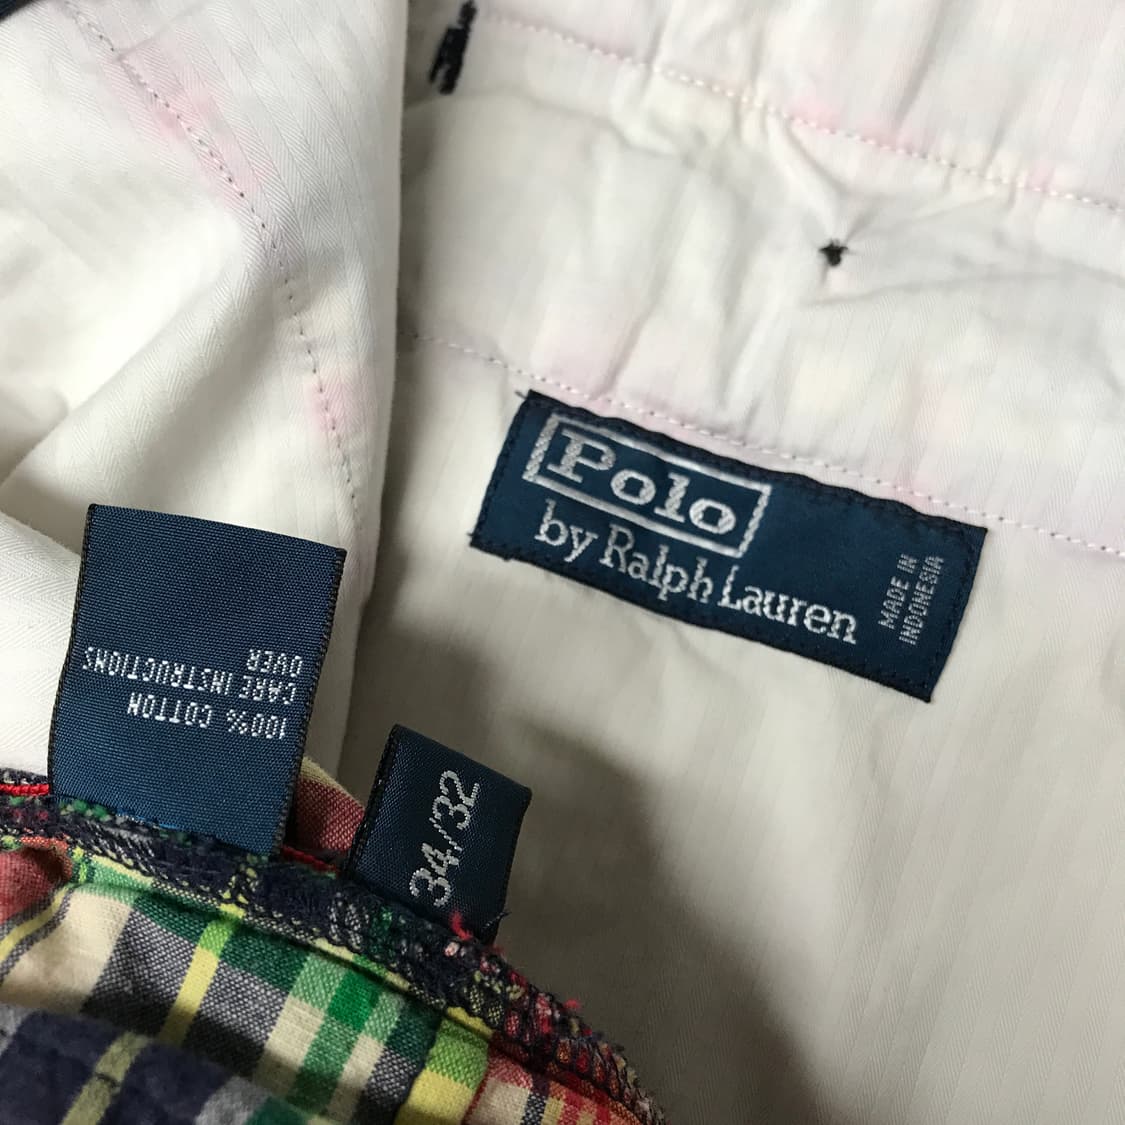 Polo
by Ralph Lauren
MADE IN
INDONESIA
100% COTTON
CARE INSTRUCTIONS
OVER
34/32